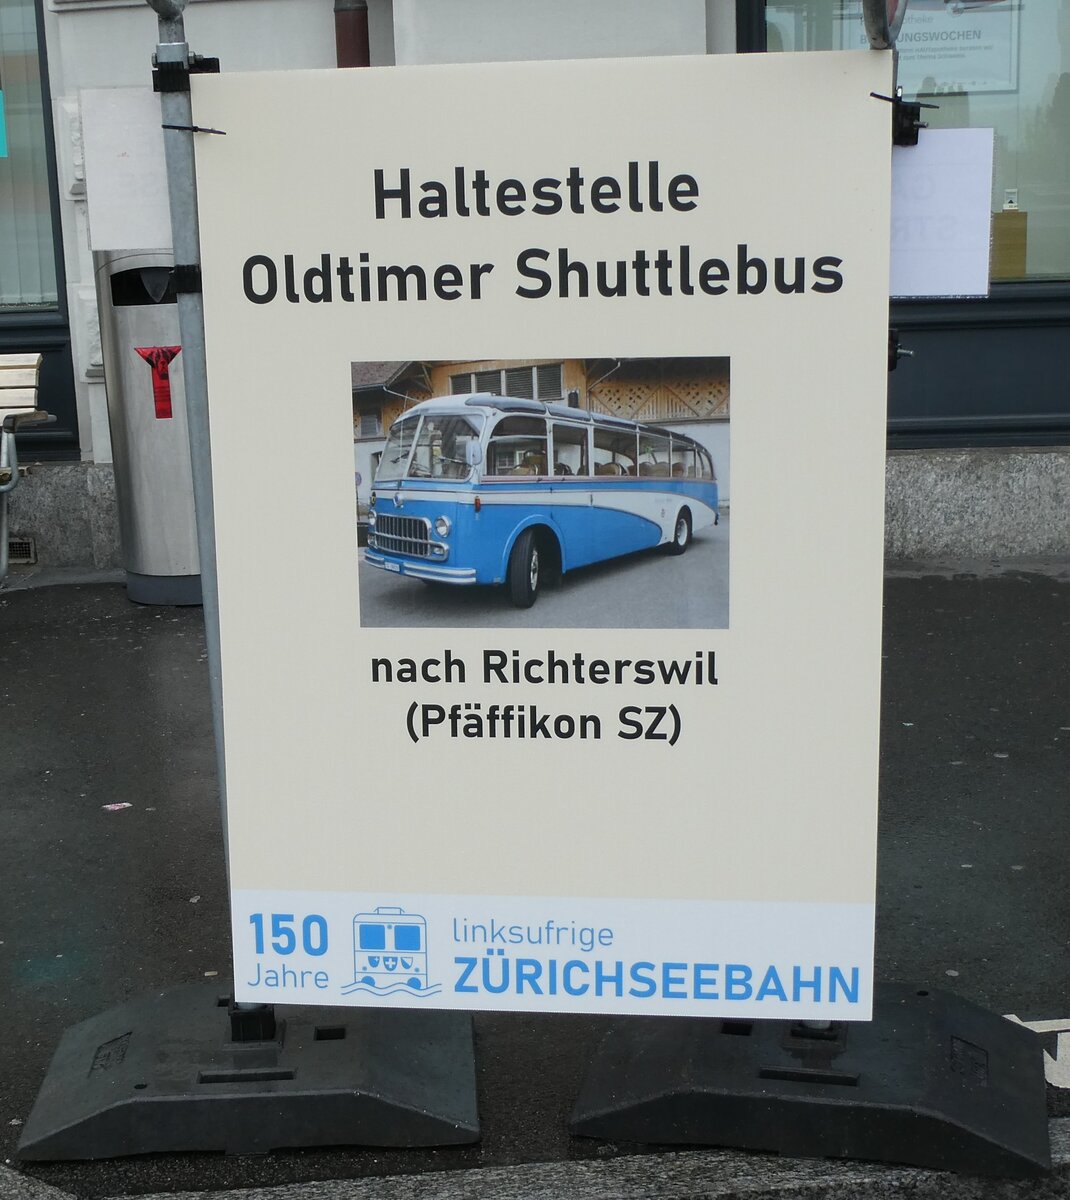 Haltestelle
Oldtimer Shuttlebus
nach Richterswil
(Pfäffikon SZ)
150
Jahre
linksufrige
ZÜRICHSEEBAHN